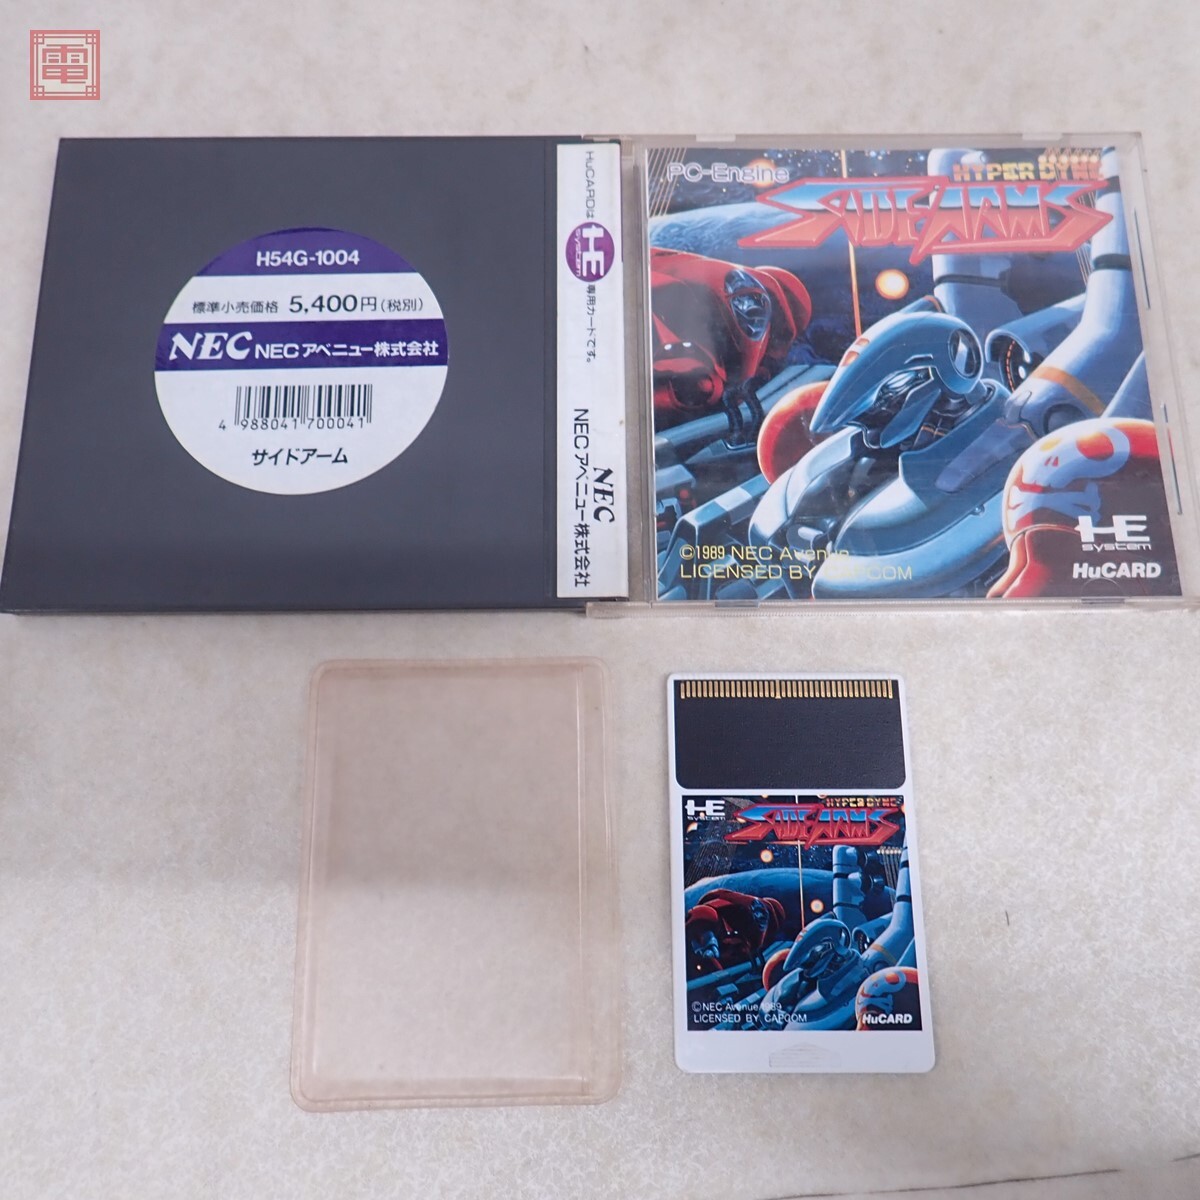 電
H54G-1004
標準小売価格 5,400円(税別)
NEC NECアベニュー株式会社
4 988041 700041
サイドアーム
HuCARDは HE system 専用カードです。
NEC
NECアベニュー株式会社
PC-Engine
HYPER DYNE
SIDE ARMS
©1989 NEC Avenue
LICENSED BY CAPCOM
HE
system
HuCARD
HE
system
HYPER DYNE
SIDE ARMS
©NEC Avenue 1989
LICENSED BY CAPCOM
HuCARD